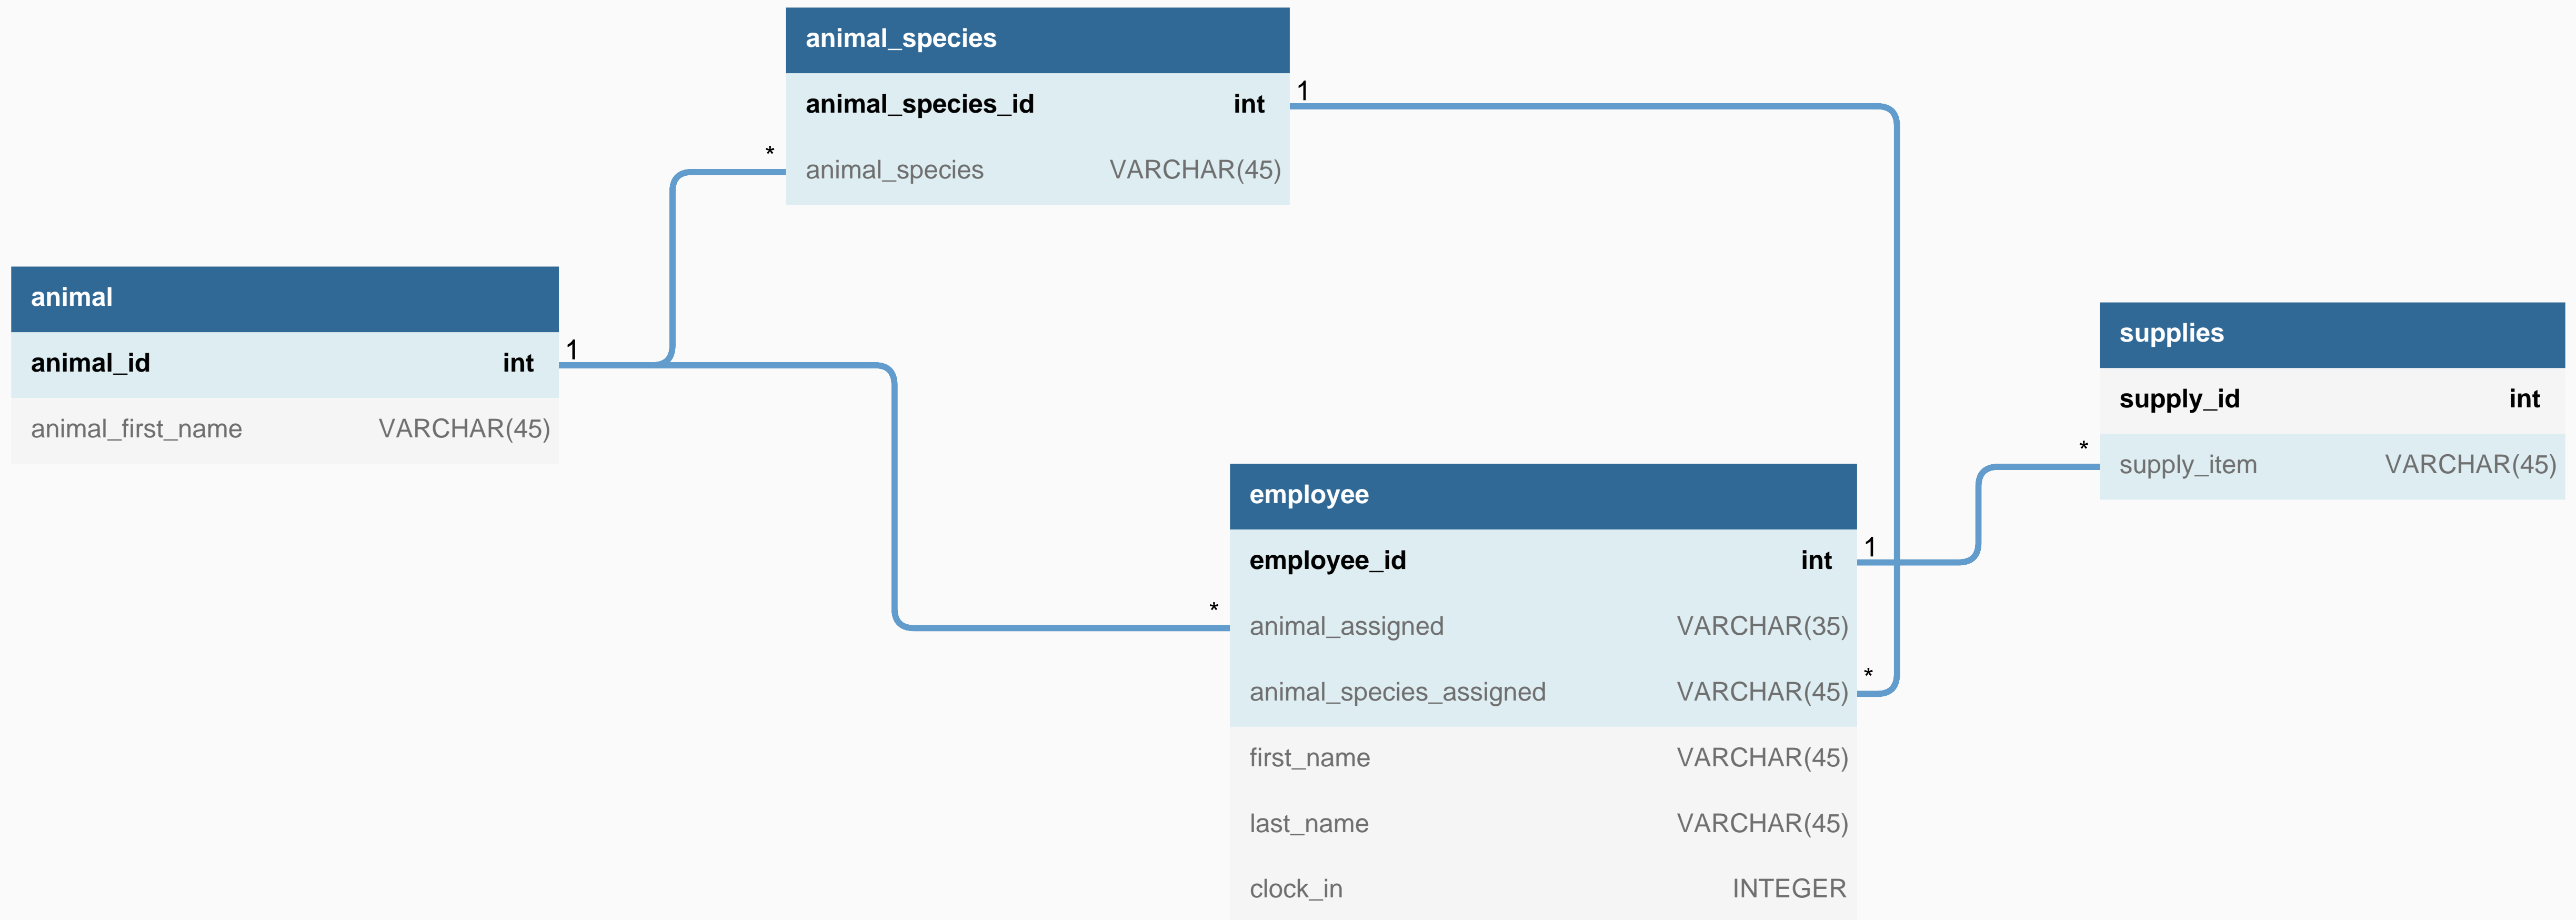 animal_species
animal_species_id int
animal_species VARCHAR(45)
1
*
animal
animal_id int
animal_first_name VARCHAR(45)
1
supplies
supply_id int
supply_item VARCHAR(45)
*
employee
employee_id int
animal_assigned VARCHAR(35)
animal_species_assigned VARCHAR(45)
first_name VARCHAR(45)
last_name VARCHAR(45)
clock_in INTEGER
1
*
*